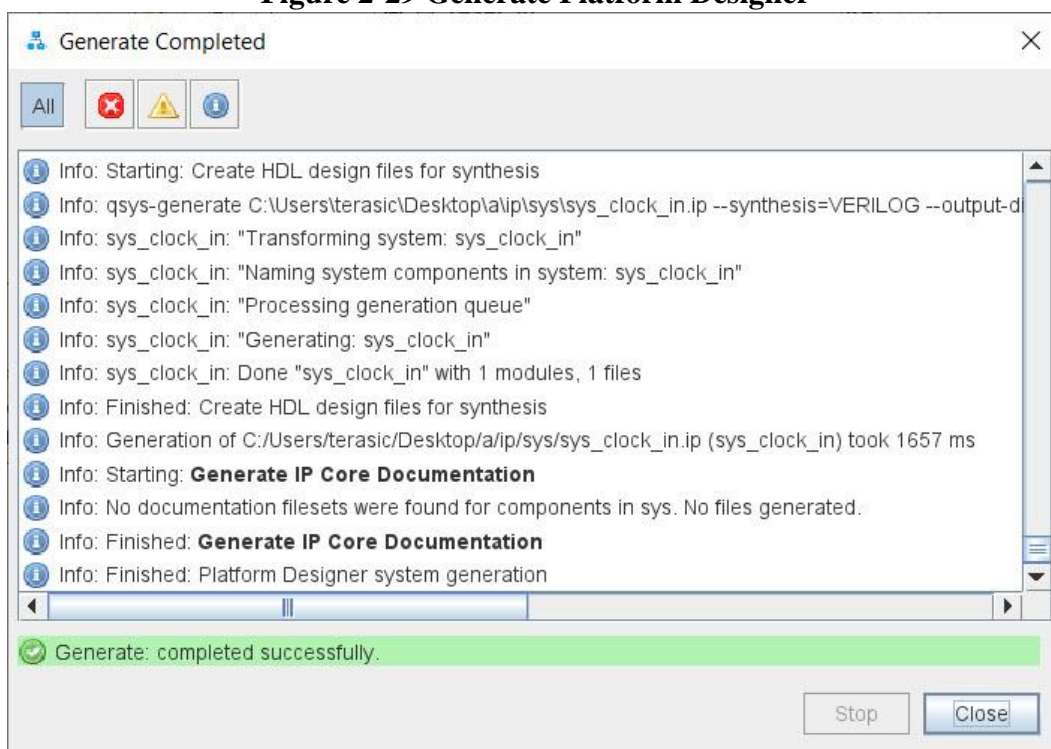 Figure 2-29 Generate Platform Designer
Generate Completed
All
Info: Starting: Create HDL design files for synthesis
Info: qsys-generate C:\Users\terasic\Desktop\a\ip\sys\sys_clock_in.ip --synthesis=VERILOG --output-di
Info: sys_clock_in: "Transforming system: sys_clock_in"
Info: sys_clock_in: "Naming system components in system: sys_clock_in"
Info: sys_clock_in: "Processing generation queue"
Info: sys_clock_in: "Generating: sys_clock_in"
Info: sys_clock_in: Done "sys_clock_in" with 1 modules, 1 files
Info: Finished: Create HDL design files for synthesis
Info: Generation of C:/Users/terasic/Desktop/a/ip/sys/sys_clock_in.ip (sys_clock_in) took 1657 ms
Info: Starting: Generate IP Core Documentation
Info: No documentation filesets were found for components in sys. No files generated.
Info: Finished: Generate IP Core Documentation
Info: Finished: Platform Designer system generation
Generate: completed successfully.
Stop Close